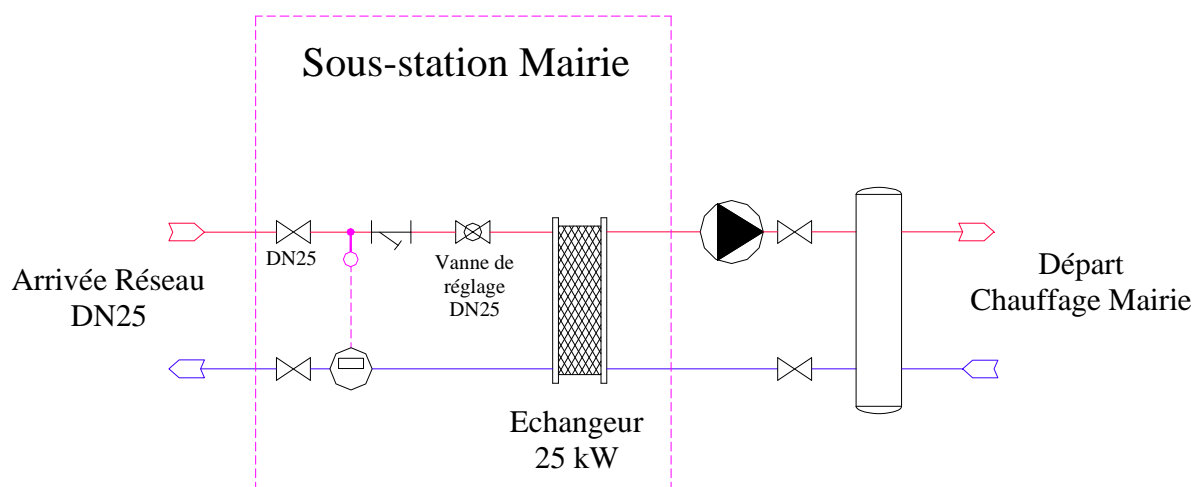 Sous-station Mairie
Arrivée Réseau
DN25
DN25
Vanne de
réglage
DN25
Echangeur
25 kW
Départ
Chauffage Mairie